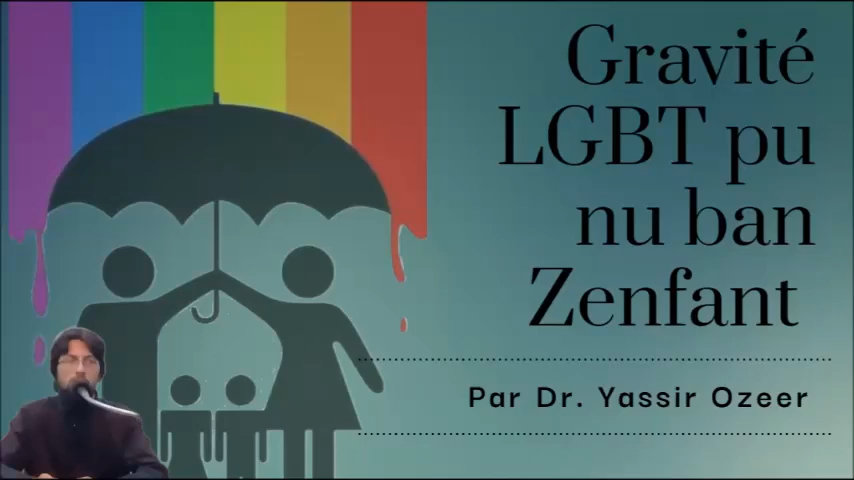 Gravité
LGBT pu
nu ban
Zenfant
Par Dr. Yassir Ozeer